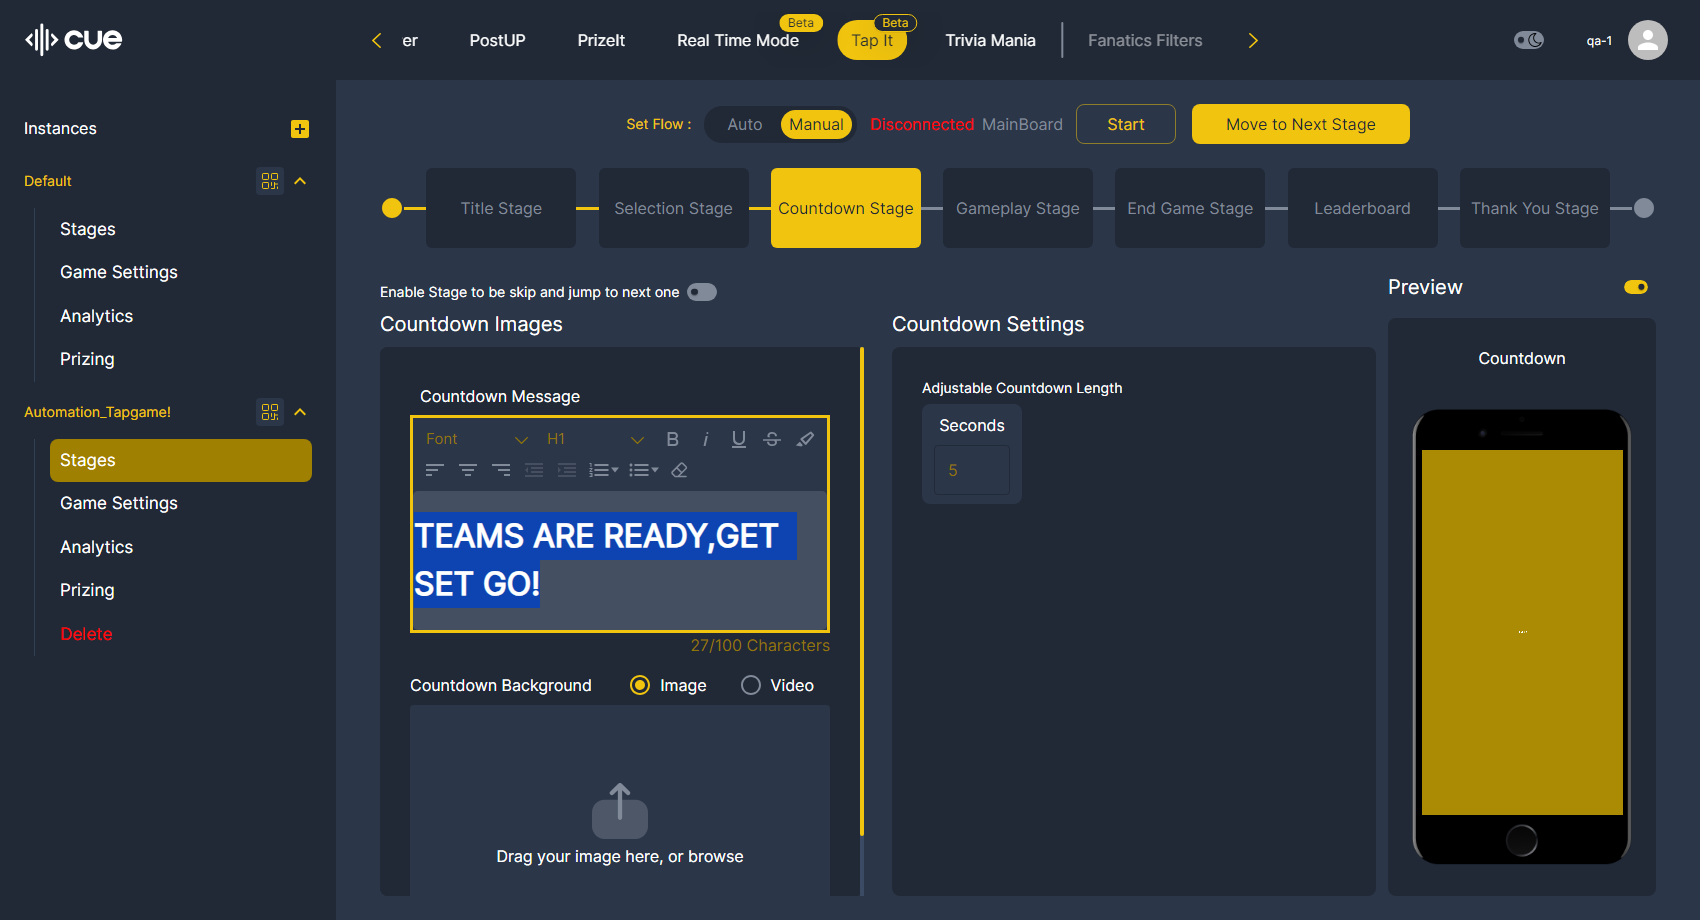 cue
er
PostUP
PrizeIt
Real Time Mode
Beta
Tap It
Beta
Trivia Mania
Fanatics Filters
qa-1
Instances
Default
Stages
Game Settings
Analytics
Prizing
Automation_Tapgame!
Stages
Game Settings
Analytics
Prizing
Delete
Set Flow :
Auto
Manual
Disconnected MainBoard
Start
Move to Next Stage
Title Stage
Selection Stage
Countdown Stage
Gameplay Stage
End Game Stage
Leaderboard
Thank You Stage
Enable Stage to be skip and jump to next one
Countdown Images
Countdown Message
Font
H1
B
i
U
S
TEAMS ARE READY,GET
SET GO!
27/100 Characters
Countdown Background
Image
Video
Drag your image here, or browse
Countdown Settings
Adjustable Countdown Length
Seconds
5
Preview
Countdown